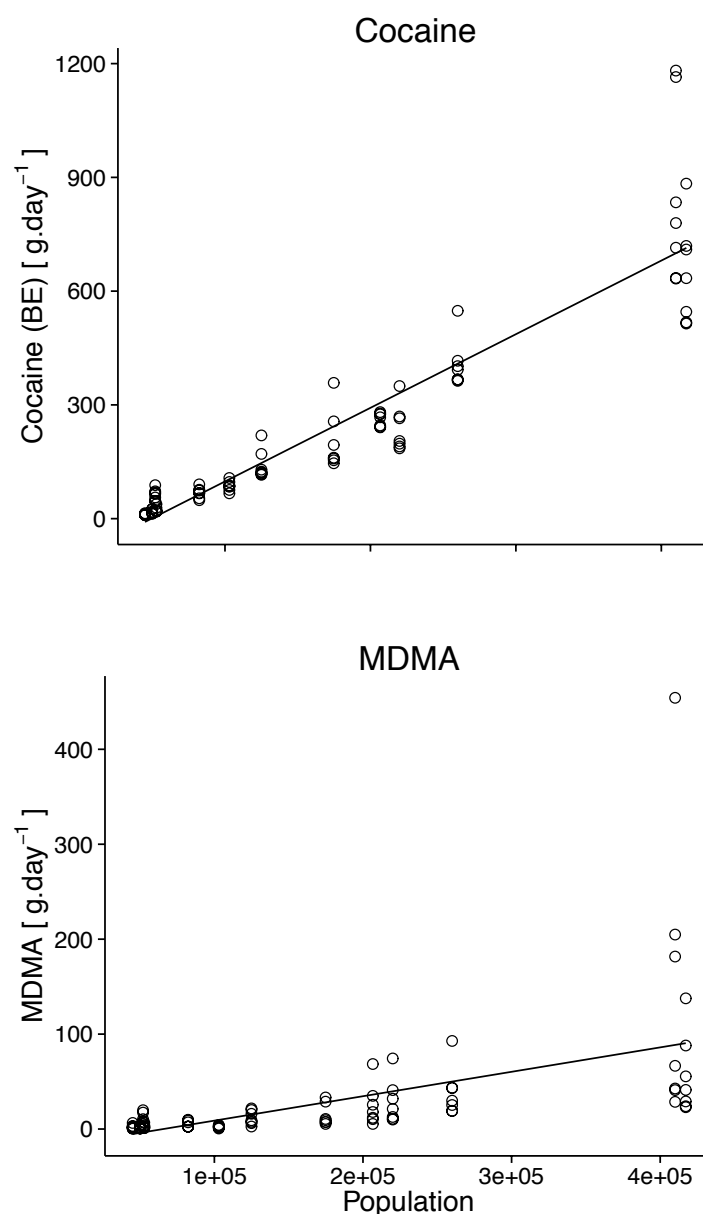 Cocaine
1200
900
600
300
0
Cocaine (BE) [ g.day⁻¹ ]
MDMA
400
300
200
100
0
MDMA [ g.day⁻¹ ]
1e+05 2e+05 3e+05 4e+05
Population